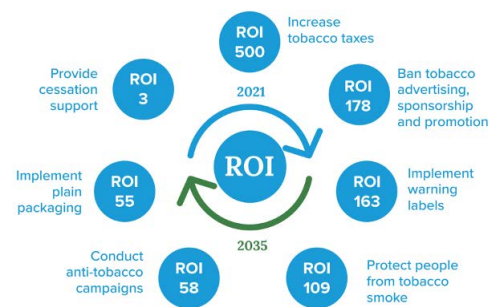 ROI
500
Increase
tobacco taxes
ROI
178
Ban tobacco
advertising,
sponsorship
and promotion
ROI
163
Implement
warning
labels
ROI
109
Protect people
from tobacco
smoke
ROI
58
Conduct
anti-tobacco
campaigns
ROI
55
Implement
plain
packaging
ROI
3
Provide
cessation
support
2021
ROI
2035